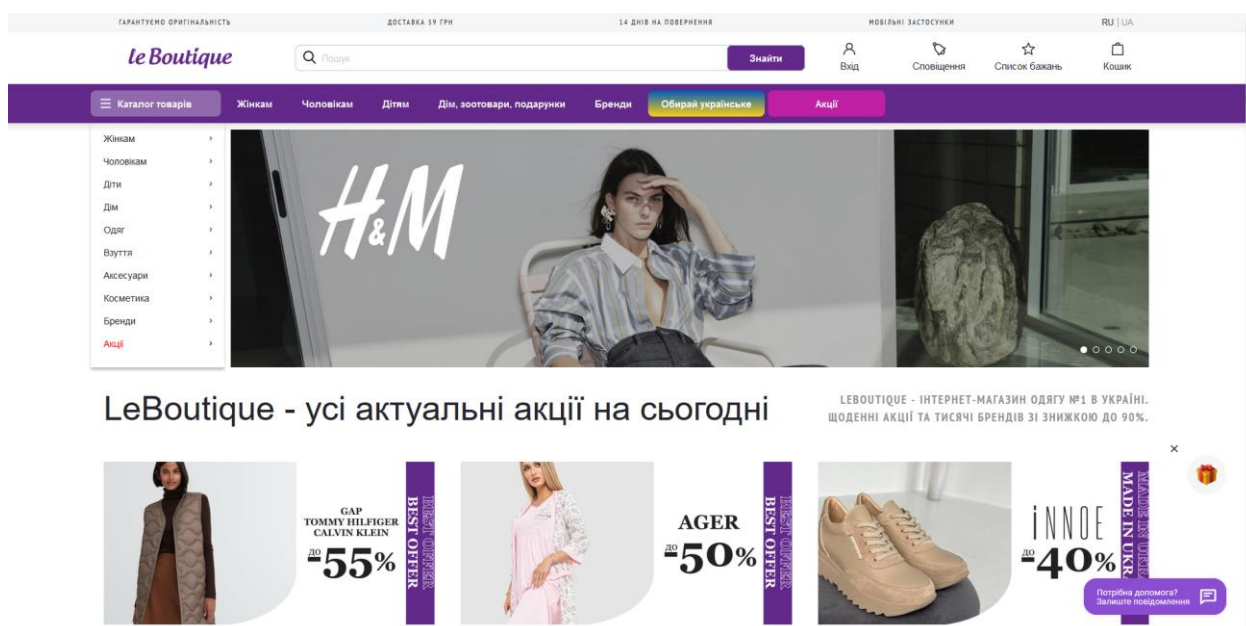 ГАРАНТУЄМО ОРИГІНАЛЬНІСТЬ
ДОСТАВКА 59 ГРН
14 ДНІВ НА ПОВЕРНЕННЯ
МОБІЛЬНІ ЗАСТОСУНКИ
RU | UA
le Boutique
Пошук
Знайти
Вхід
Сповіщення
Список бажань
Кошик
Каталог товарів
Жінкам
Чоловікам
Дітям
Дім, зоотовари, подарунки
Бренди
Обирай українське
Акції
Жінкам
Чоловікам
Діти
Дім
Одяг
Взуття
Аксесуари
Косметика
Бренди
Акції
H&M
LeBoutique - усі актуальні акції на сьогодні
LEBOUTIQUE - ІНТЕРНЕТ-МАГАЗИН ОДЯГУ №1 В УКРАЇНІ.
ЩОДЕННІ АКЦІЇ ТА ТИСЯЧІ БРЕНДІВ ЗІ ЗНИЖКОЮ ДО 90%.
GAP
TOMMY HILFIGER
CALVIN KLEIN
ДО -55%
BEST OFFER
BEST OFFER
AGER
ДО -50%
BEST OFFER
BEST OFFER
INNOE
ДО -40%
MADE IN UKR
MADE IN UKR
Потрібна допомога?
Залиште повідомлення